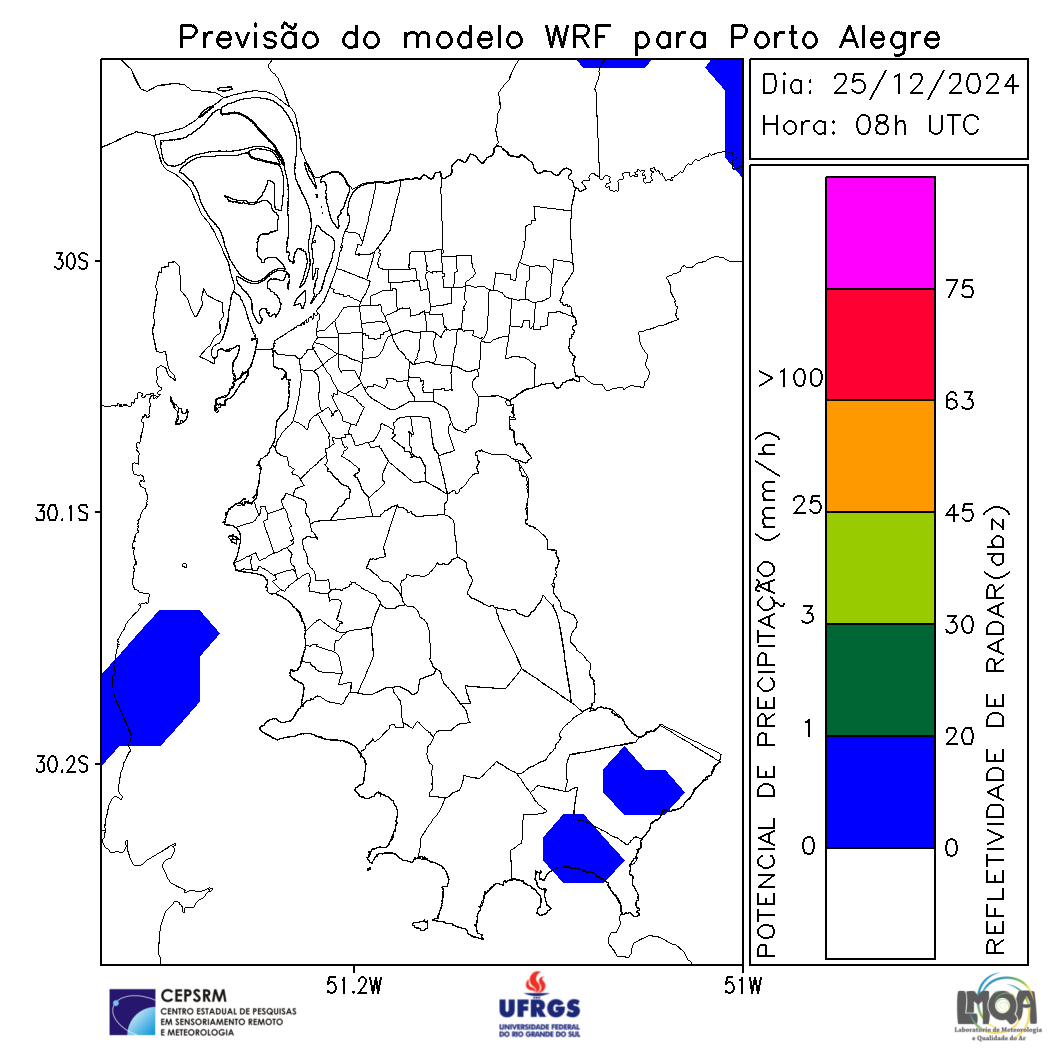 Previsão do modelo WRF para Porto Alegre
Dia: 25/12/2024
Hora: 08h UTC
30S
30.1S
30.2S
51.2W
51W
POTENCIAL DE PRECIPITAÇÃO (mm/h)
>100
25
3
1
0
75
63
45
30
20
0
REFLETIVIDADE DE RADAR(dbz)
CEPSRM
CENTRO ESTADUAL DE PESQUISAS
EM SENSORIAMENTO REMOTO
E METEOROLOGIA
UFRGS
UNIVERSIDADE FEDERAL
DO RIO GRANDE DO SUL
LMQA
Laboratório de Meteorologia
e Qualidade do Ar